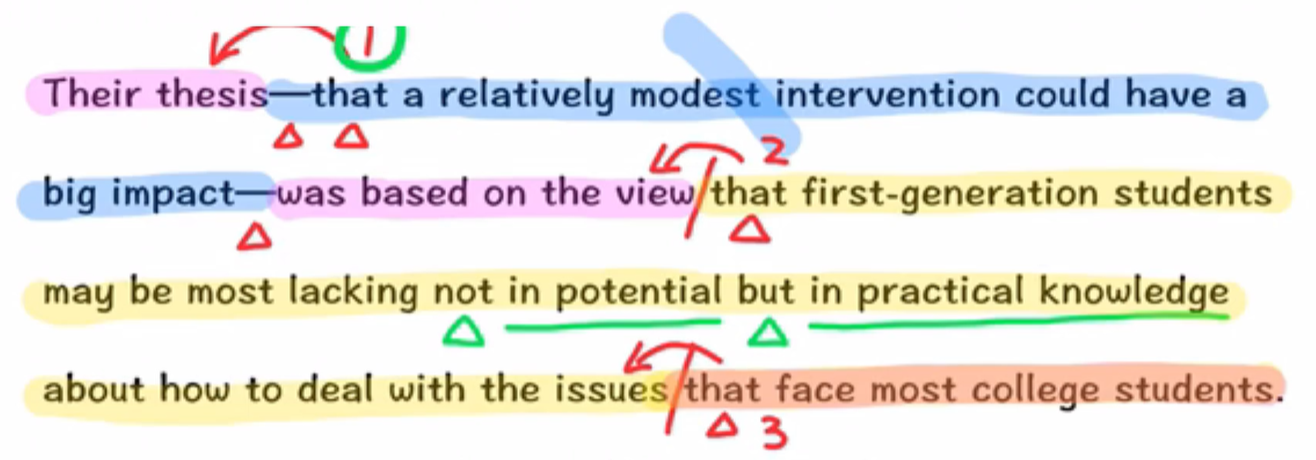 1
Their thesis—that a relatively modest intervention could have a
2
big impact—was based on the view that first-generation students
may be most lacking not in potential but in practical knowledge
about how to deal with the issues that face most college students.
3